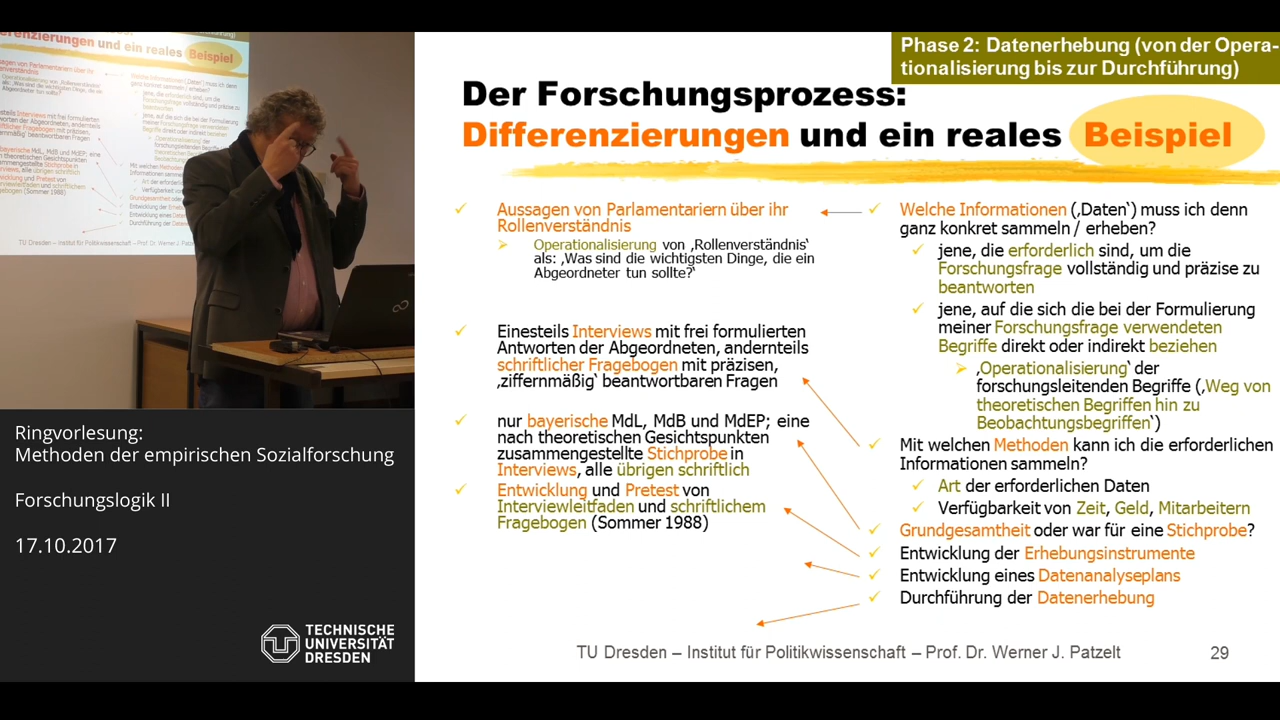 Phase 2: Datenerhebung (von der Opera-
tionalisierung bis zur Durchführung)
Der Forschungsprozess:
Differenzierungen und ein reales Beispiel
Aussagen von Parlamentariern über ihr
Rollenverständnis
Operationalisierung von ‚Rollenverständnis‘
als: ‚Was sind die wichtigsten Dinge, die ein
Abgeordneter tun sollte?‘
Einesteils Interviews mit frei formulierten
Antworten der Abgeordneten, andernteils
schriftlicher Fragebogen mit präzisen,
‚ziffernmäßig‘ beantwortbaren Fragen
nur bayerische MdL, MdB und MdEP; eine
nach theoretischen Gesichtspunkten
zusammengestellte Stichprobe in
Interviews, alle übrigen schriftlich
Entwicklung und Pretest von
Interviewleitfaden und schriftlichem
Fragebogen (Sommer 1988)
Welche Informationen (‚Daten‘) muss ich denn
ganz konkret sammeln / erheben?
jene, die erforderlich sind, um die
Forschungsfrage vollständig und präzise zu
beantworten
jene, auf die sich die bei der Formulierung
meiner Forschungsfrage verwendeten
Begriffe direkt oder indirekt beziehen
‚Operationalisierung‘ der
forschungsleitenden Begriffe (‚Weg von
theoretischen Begriffen hin zu
Beobachtungsbegriffen‘)
Mit welchen Methoden kann ich die erforderlichen
Informationen sammeln?
Art der erforderlichen Daten
Verfügbarkeit von Zeit, Geld, Mitarbeitern
Grundgesamtheit oder war für eine Stichprobe?
Entwicklung der Erhebungsinstrumente
Entwicklung eines Datenanalyseplans
Durchführung der Datenerhebung
TU Dresden – Institut für Politikwissenschaft – Prof. Dr. Werner J. Patzelt
29
Ringvorlesung:
Methoden der empirischen Sozialforschung
Forschungslogik II
17.10.2017
TECHNISCHE
UNIVERSITÄT
DRESDEN